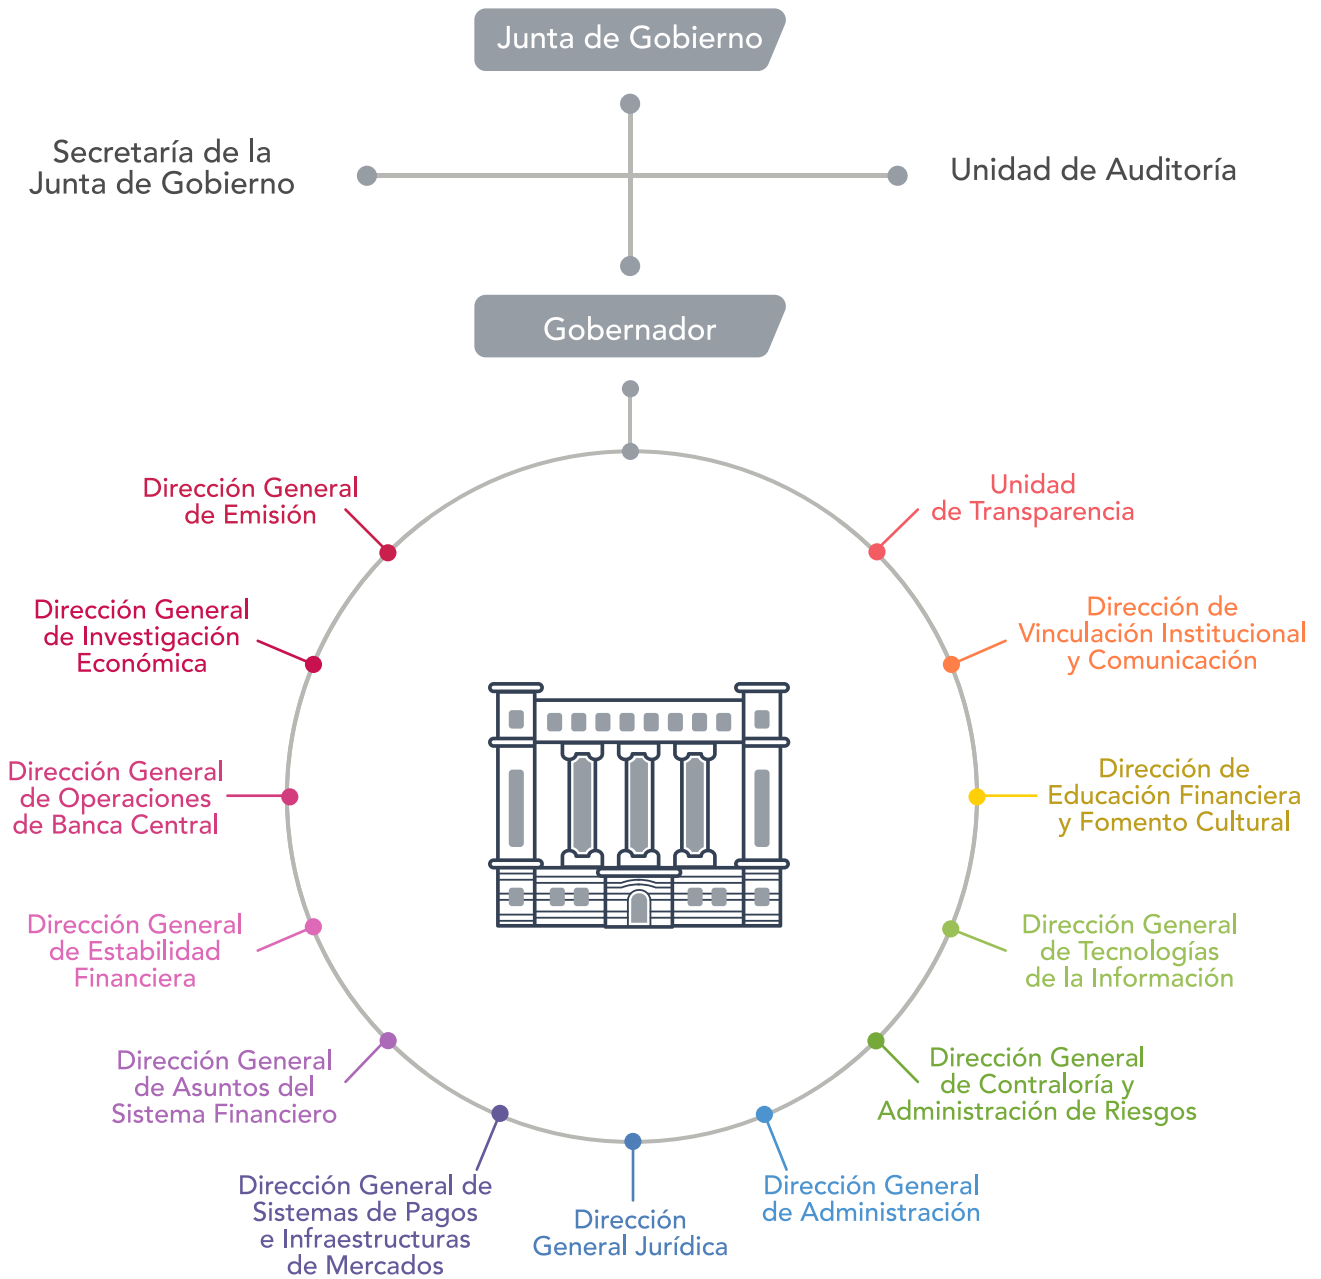 Junta de Gobierno
Secretaría de la
Junta de Gobierno
Unidad de Auditoría
Gobernador
Dirección General
de Emisión
Unidad
de Transparencia
Dirección General
de Investigación
Económica
Dirección de
Vinculación Institucional
y Comunicación
Dirección General
de Operaciones
de Banca Central
Dirección de
Educación Financiera
y Fomento Cultural
Dirección General
de Estabilidad
Financiera
Dirección General
de Tecnologías
de la Información
Dirección General
de Asuntos del
Sistema Financiero
Dirección General
de Contraloría y
Administración de Riesgos
Dirección General de
Sistemas de Pagos
e Infraestructuras
de Mercados
Dirección
General Jurídica
Dirección General
de Administración